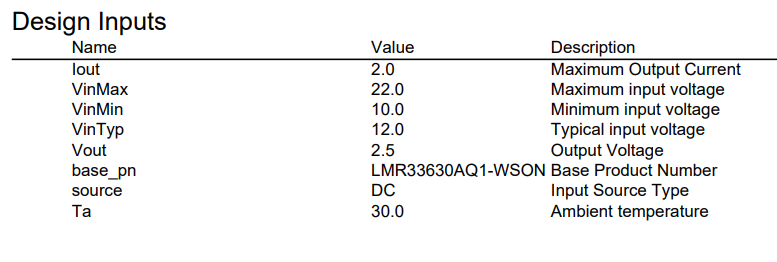 Design Inputs
Name Value Description
Iout 2.0 Maximum Output Current
VinMax 22.0 Maximum input voltage
VinMin 10.0 Minimum input voltage
VinTyp 12.0 Typical input voltage
Vout 2.5 Output Voltage
base_pn LMR33630AQ1-WSON Base Product Number
source DC Input Source Type
Ta 30.0 Ambient temperature